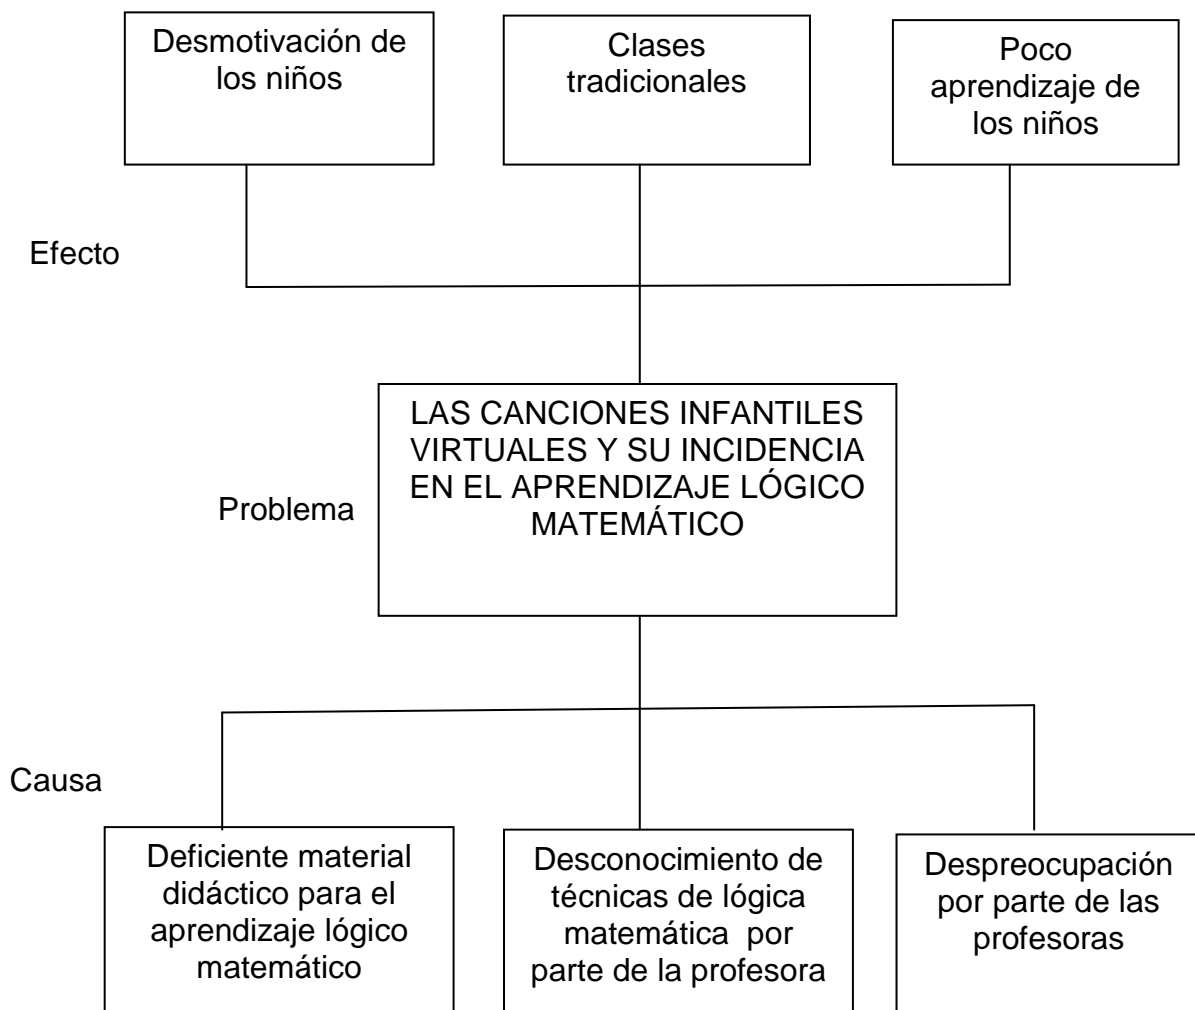 Desmotivación de
los niños
Clases
tradicionales
Poco
aprendizaje de
los niños
Efecto
LAS CANCIONES INFANTILES
VIRTUALES Y SU INCIDENCIA
EN EL APRENDIZAJE LÓGICO
MATEMÁTICO
Problema
Causa
Deficiente material
didáctico para el
aprendizaje lógico
matemático
Desconocimiento de
técnicas de lógica
matemática por
parte de la profesora
Despreocupación
por parte de las
profesoras